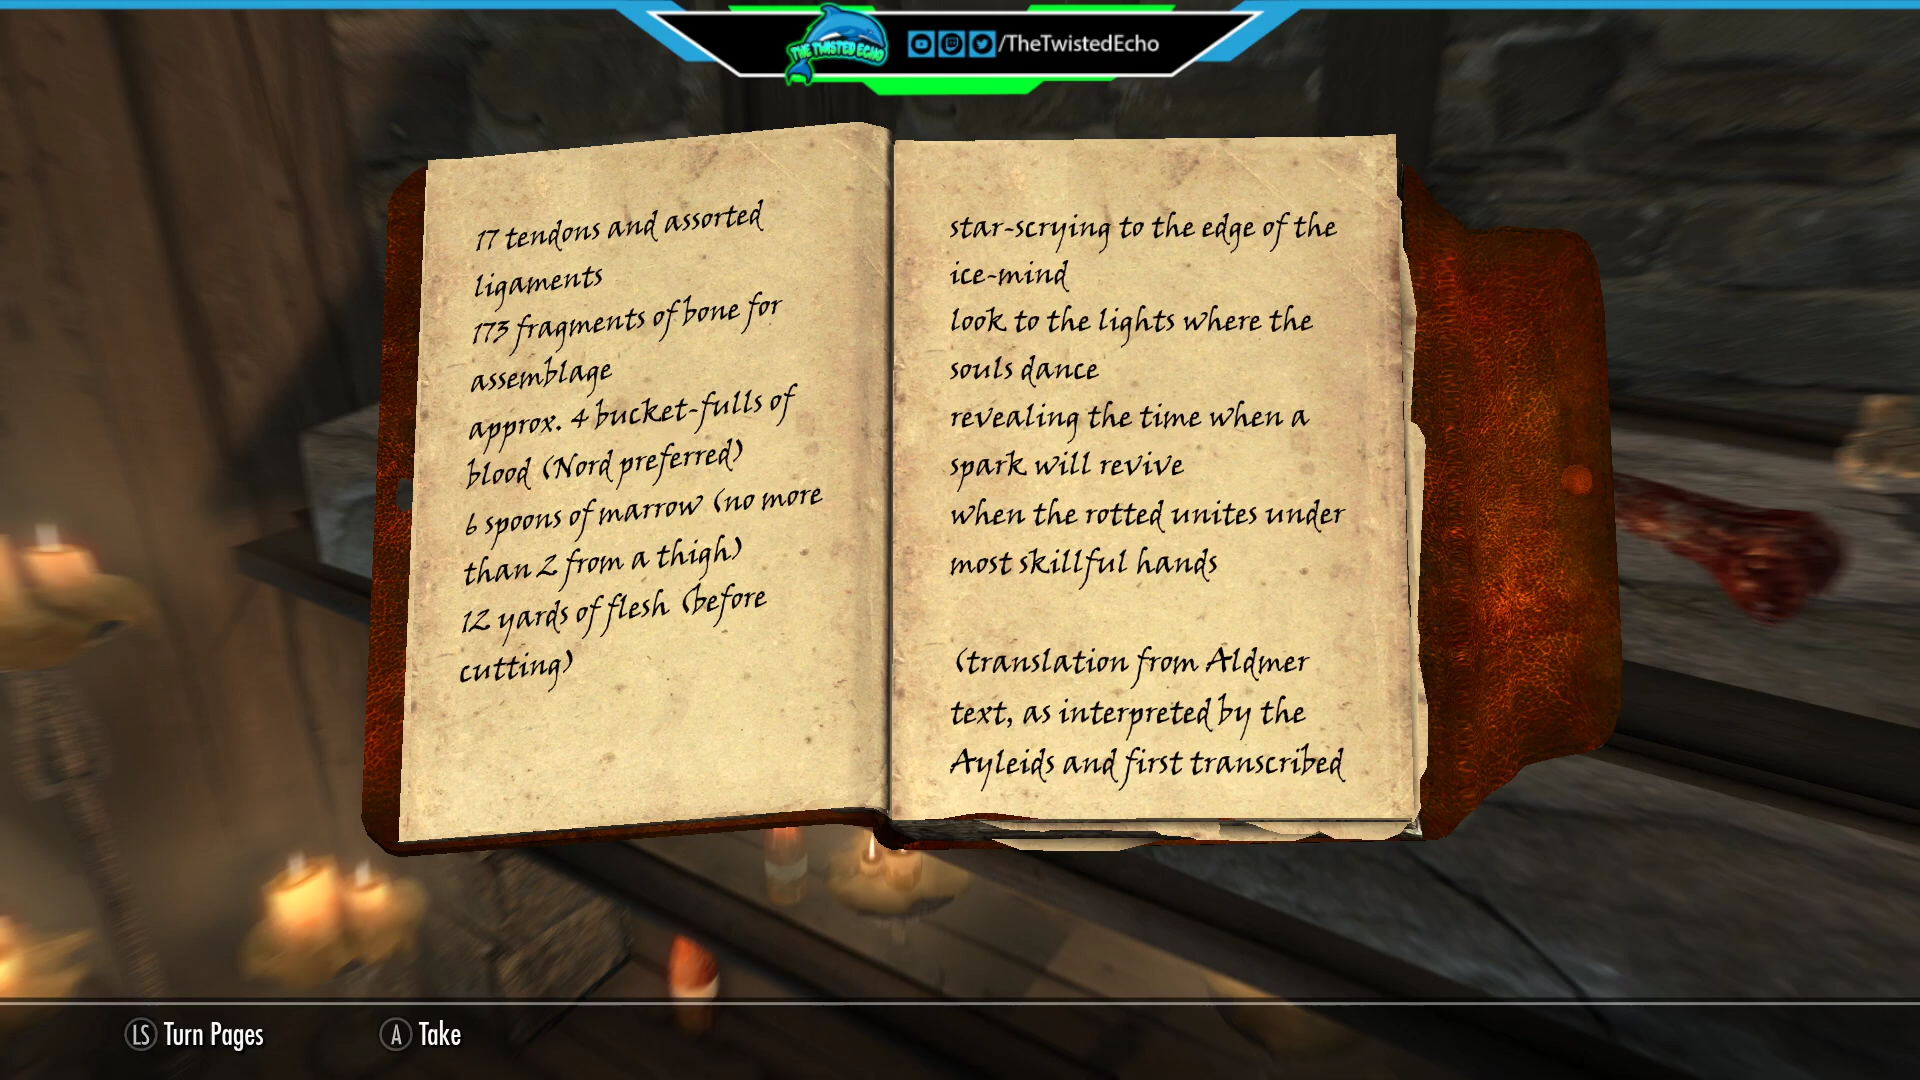 THE TWISTED ECHO
/TheTwistedEcho
17 tendons and assorted
ligaments
173 fragments of bone for
assemblage
approx. 4 bucket-fulls of
blood (Nord preferred)
6 spoons of marrow (no more
than 2 from a thigh)
12 yards of flesh (before
cutting)
star-scrying to the edge of the
ice-mind
look to the lights where the
souls dance
revealing the time when a
spark will revive
when the rotted unites under
most skillful hands
(translation from Aldmer
text, as interpreted by the
Ayleids and first transcribed
LS Turn Pages
A Take